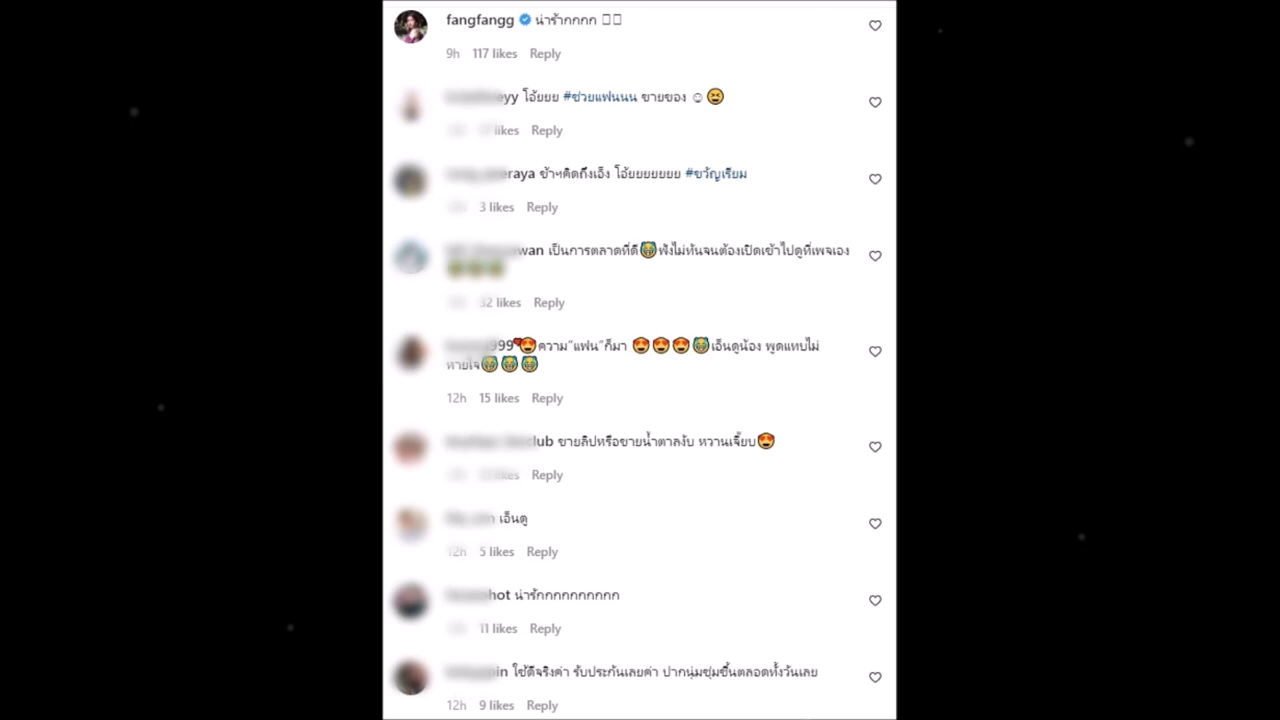 fangfangg น่าร้ากกกก
9h 117 likes Reply
eyy โอ้ยยย #ช่วยแฟนนน ขายของ ☺😆
likes Reply
eraya ข้าฯคิดถึงเอ็ง โอ้ยยยยยยย #ขวัญเรียม
3 likes Reply
wan เป็นการตลาดที่ดี😹ฟังไม่ทันจนต้องเปิดเข้าไปดูที่เพจเอง
32 likes Reply
999 😍ความ"แฟน"ก็มา 😍😍😍😹เอ็นดูน้อง พูดแทบไม่
หายใจ😹😹😹
12h 15 likes Reply
lub ขายลิปหรือขายน้ำตาลงับ หวานเจี๊ยบ😍
likes Reply
เอ็นดู
12h 5 likes Reply
hot น่ารักกกกกกกกกก
11 likes Reply
in ใช้ดีจริงค่า รับประกันเลยค่า ปากนุ่มชุ่มชื้นตลอดทั้งวันเลย
12h 9 likes Reply